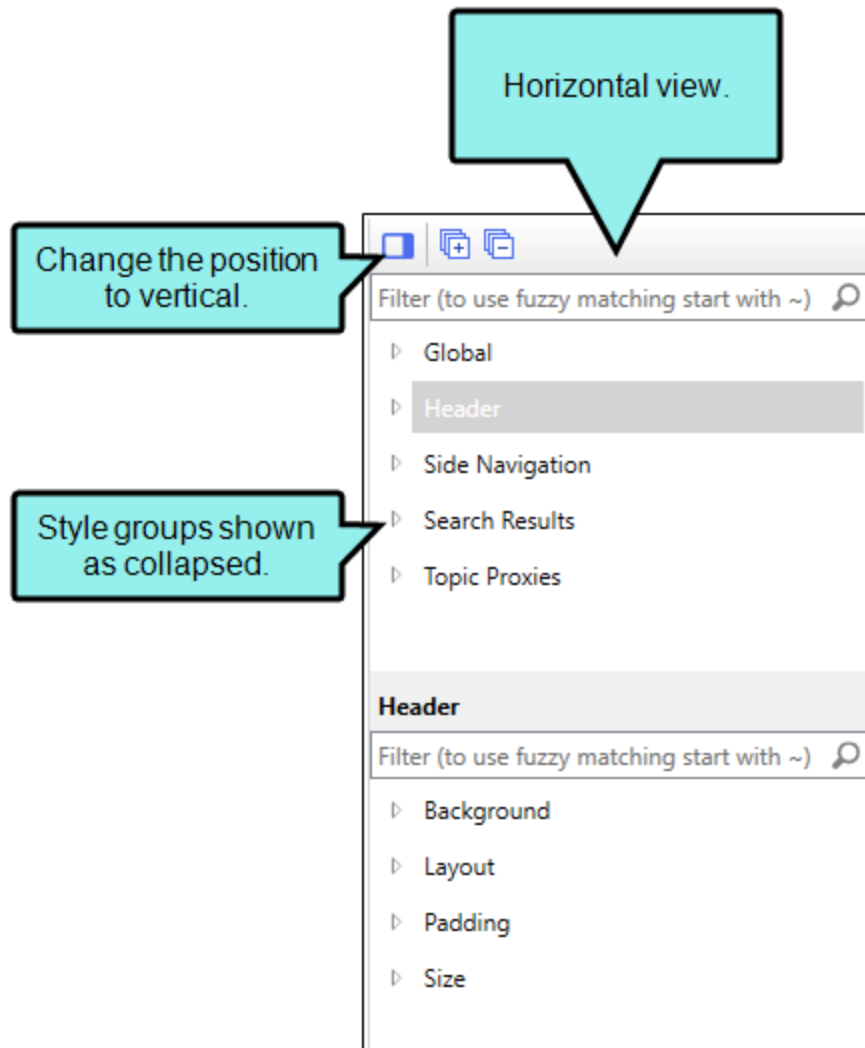 Horizontal view.
Change the position
to vertical.
Filter (to use fuzzy matching start with ~)
Global
Header
Side Navigation
Style groups shown
as collapsed.
Search Results
Topic Proxies
Header
Filter (to use fuzzy matching start with ~)
Background
Layout
Padding
Size